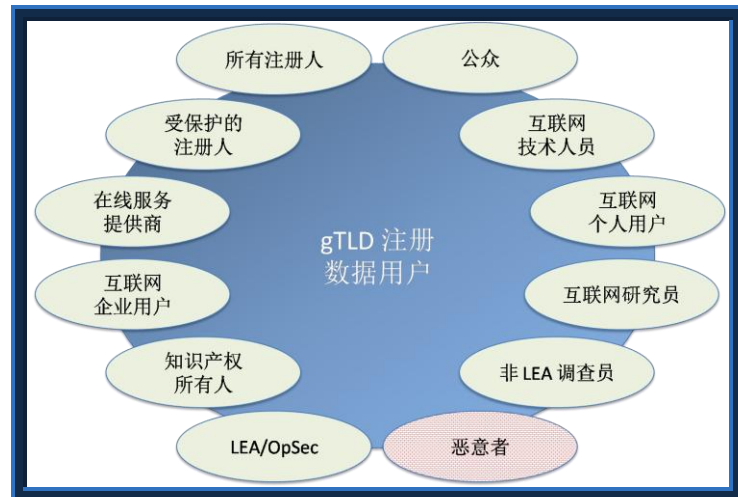 所有注册人
公众
受保护的
注册人
互联网
技术人员
在线服务
提供商
互联网
个人用户
gTLD 注册
数据用户
互联网
企业用户
互联网研究员
知识产权
所有人
非 LEA 调查员
LEA/OpSec
恶意者